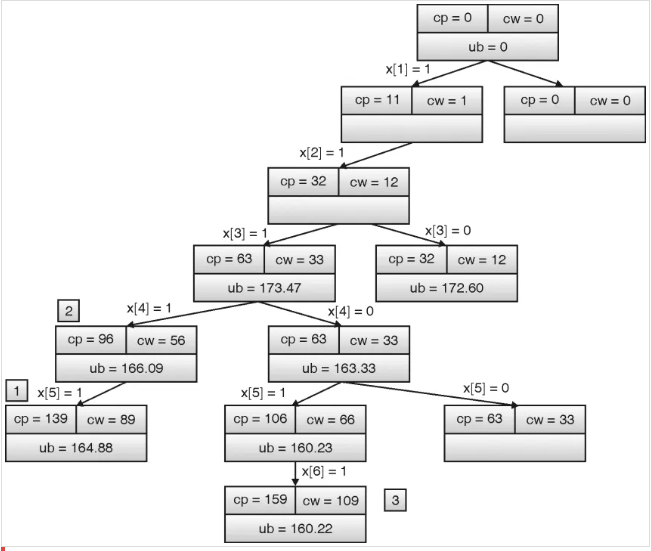 cp = 0 cw = 0
ub = 0
x[1] = 1
cp = 11 cw = 1 cp = 0 cw = 0
x[2] = 1
cp = 32 cw = 12
x[3] = 1 x[3] = 0
cp = 63 cw = 33 cp = 32 cw = 12
ub = 173.47 ub = 172.60
2 x[4] = 1 x[4] = 0
cp = 96 cw = 56 cp = 63 cw = 33
ub = 166.09 ub = 163.33
1 x[5] = 1 x[5] = 1 x[5] = 0
cp = 139 cw = 89 cp = 106 cw = 66 cp = 63 cw = 33
ub = 164.88 ub = 160.23
x[6] = 1
cp = 159 cw = 109 3
ub = 160.22